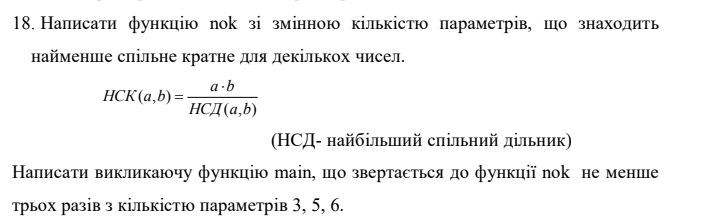 18. Написати функцію nok зі змінною кількістю параметрів, що знаходить
найменше спільне кратне для декількох чисел.
НСК(a,b) = a·b / НСД(a,b)
(НСД- найбільший спільний дільник)
Написати викликаючу функцію main, що звертається до функції nok не менше
трьох разів з кількістю параметрів 3, 5, 6.